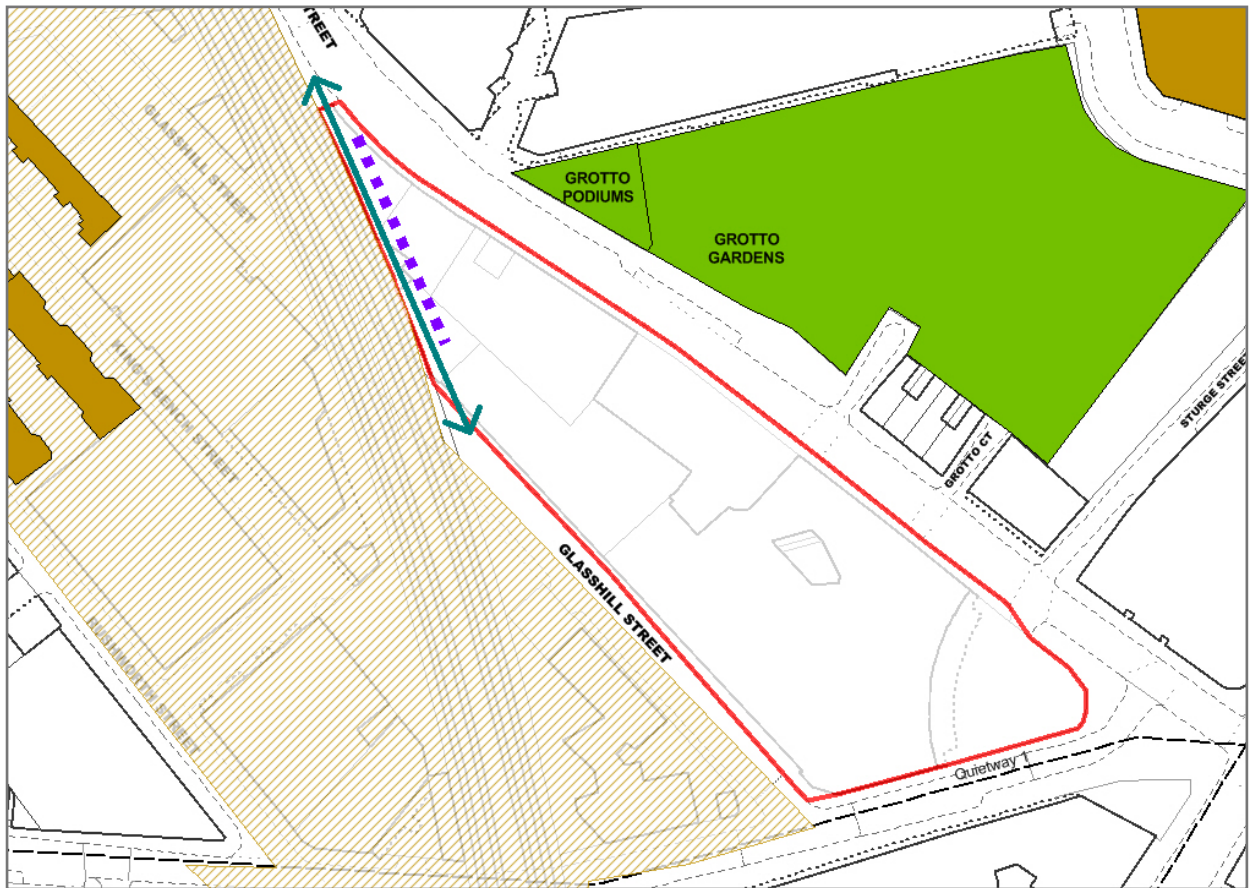 TREET
GLASSHILL STREET
GROTTO
PODIUMS
GROTTO
GARDENS
KING'S BENCH STREET
STURGE STREET
GROTTO CT
GLASSHILL STREET
RUSHWORTH STREET
Quietway 1